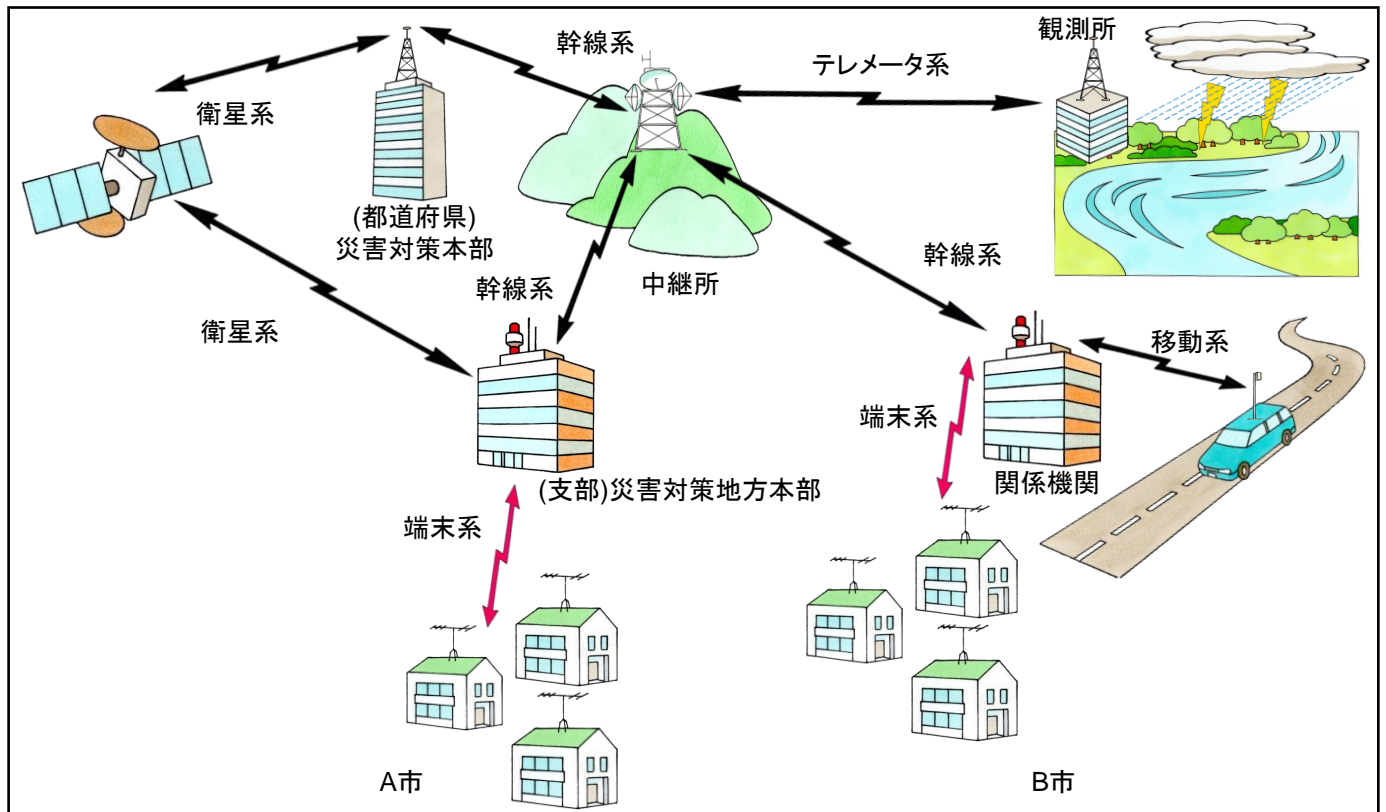 幹線系
観測所
テレメータ系
衛星系
(都道府県)
災害対策本部
幹線系
中継所
幹線系
衛星系
移動系
端末系
関係機関
(支部)災害対策地方本部
端末系
A市
B市